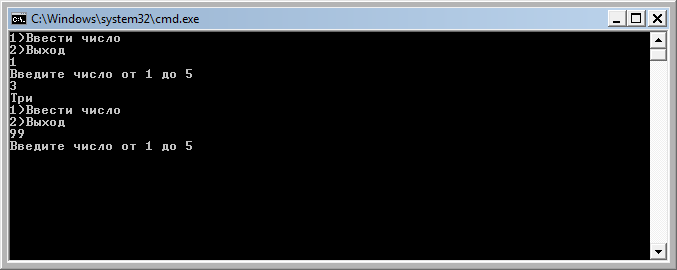 C:\Windows\system32\cmd.exe
1)Ввести число
2)Выход
1
Введите число от 1 до 5
3
Три
1)Ввести число
2)Выход
99
Введите число от 1 до 5